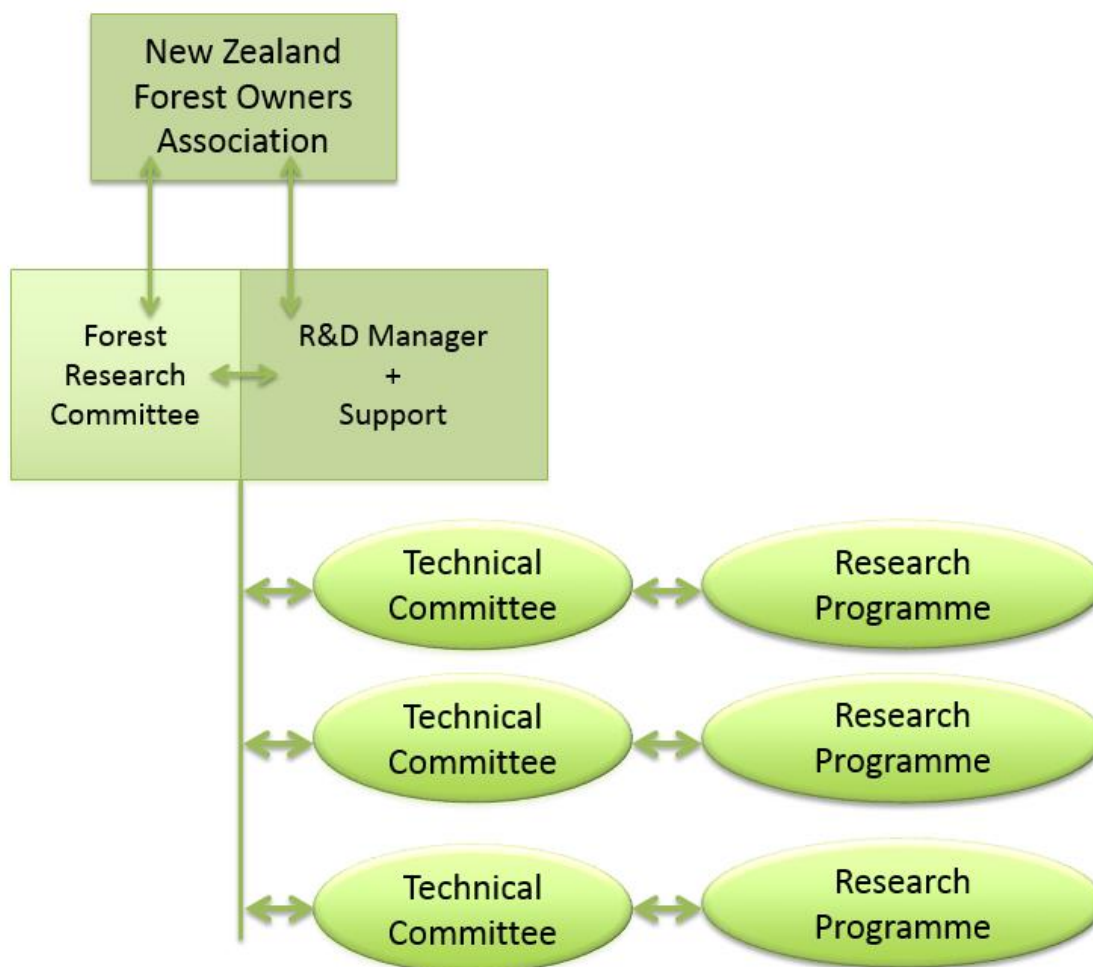 New Zealand
Forest Owners
Association
Forest
Research
Committee
R&D Manager
+
Support
Technical
Committee
Research
Programme
Technical
Committee
Research
Programme
Technical
Committee
Research
Programme